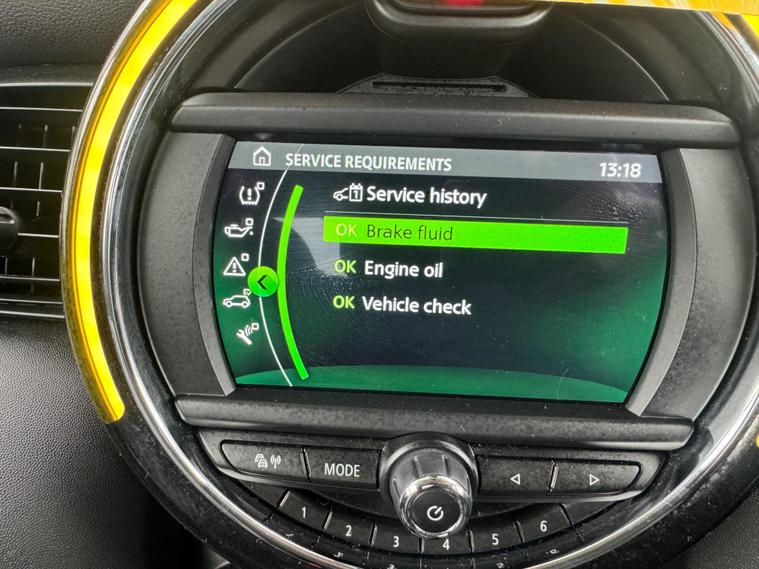 SERVICE REQUIREMENTS 13:18
1 Service history
OK Brake fluid
OK Engine oil
OK Vehicle check
MODE
1 2 3 4 5 6